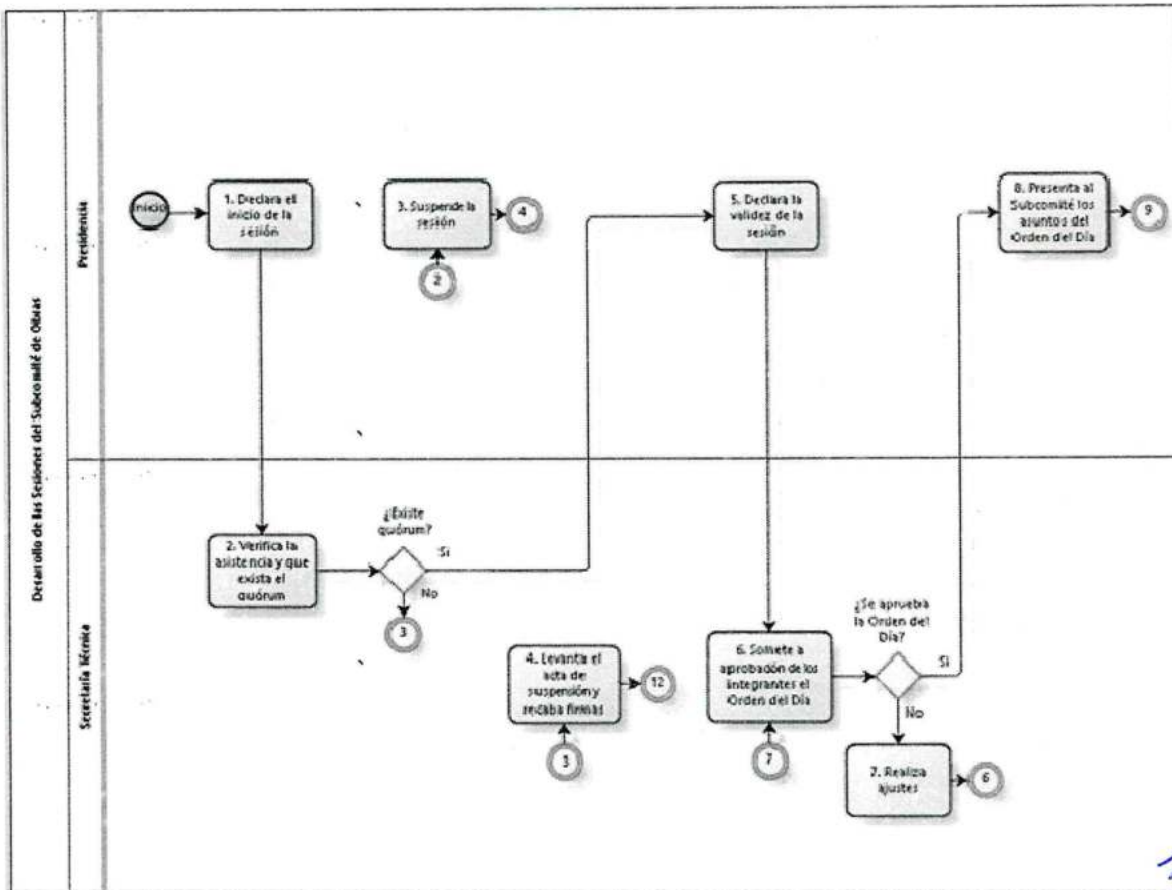 Desarrollo de las Sesiones del Subcomité de Obras
Presidencia
Inicio
1. Declara el
inicio de la
sesión
3. Suspende la
sesión
4
2
5. Declara la
validez de la
sesión
8. Presenta al
Subcomité los
asuntos del
Orden del Día
9
Secretaría Técnica
2. Verifica la
asistencia y que
exista el
quórum
¿Existe
quórum?
Si
No
3
4. Levanta el
acta de
suspensión y
recaba firmas
12
3
6. Somete a
aprobación de los
integrantes el
Orden del Día
7
¿Se aprueba
la Orden del
Día?
Si
No
7. Realiza
ajustes
6